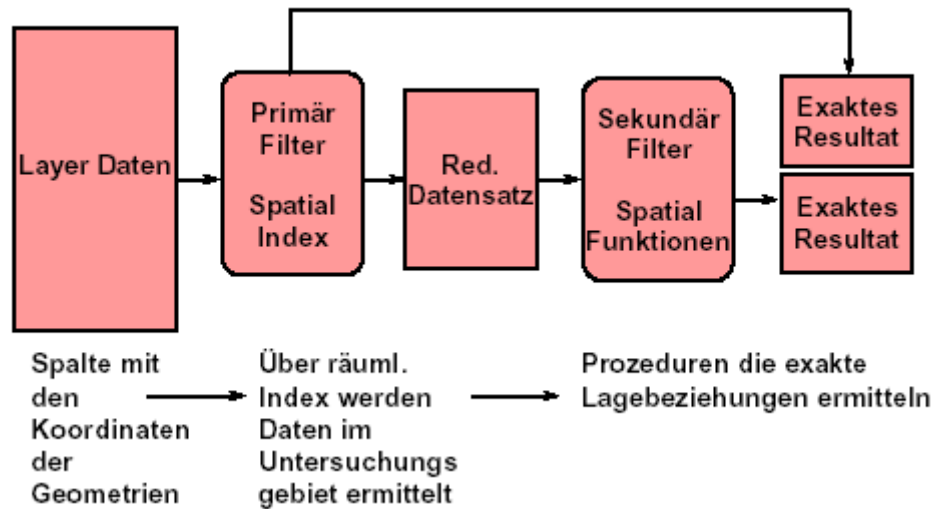 Layer Daten
Primär
Filter
Spatial
Index
Red.
Datensatz
Sekundär
Filter
Spatial
Funktionen
Exaktes
Resultat
Exaktes
Resultat
Spalte mit
den
Koordinaten
der
Geometrien
Über räuml.
Index werden
Daten im
Untersuchungs
gebiet ermittelt
Prozeduren die exakte
Lagebeziehungen ermitteln